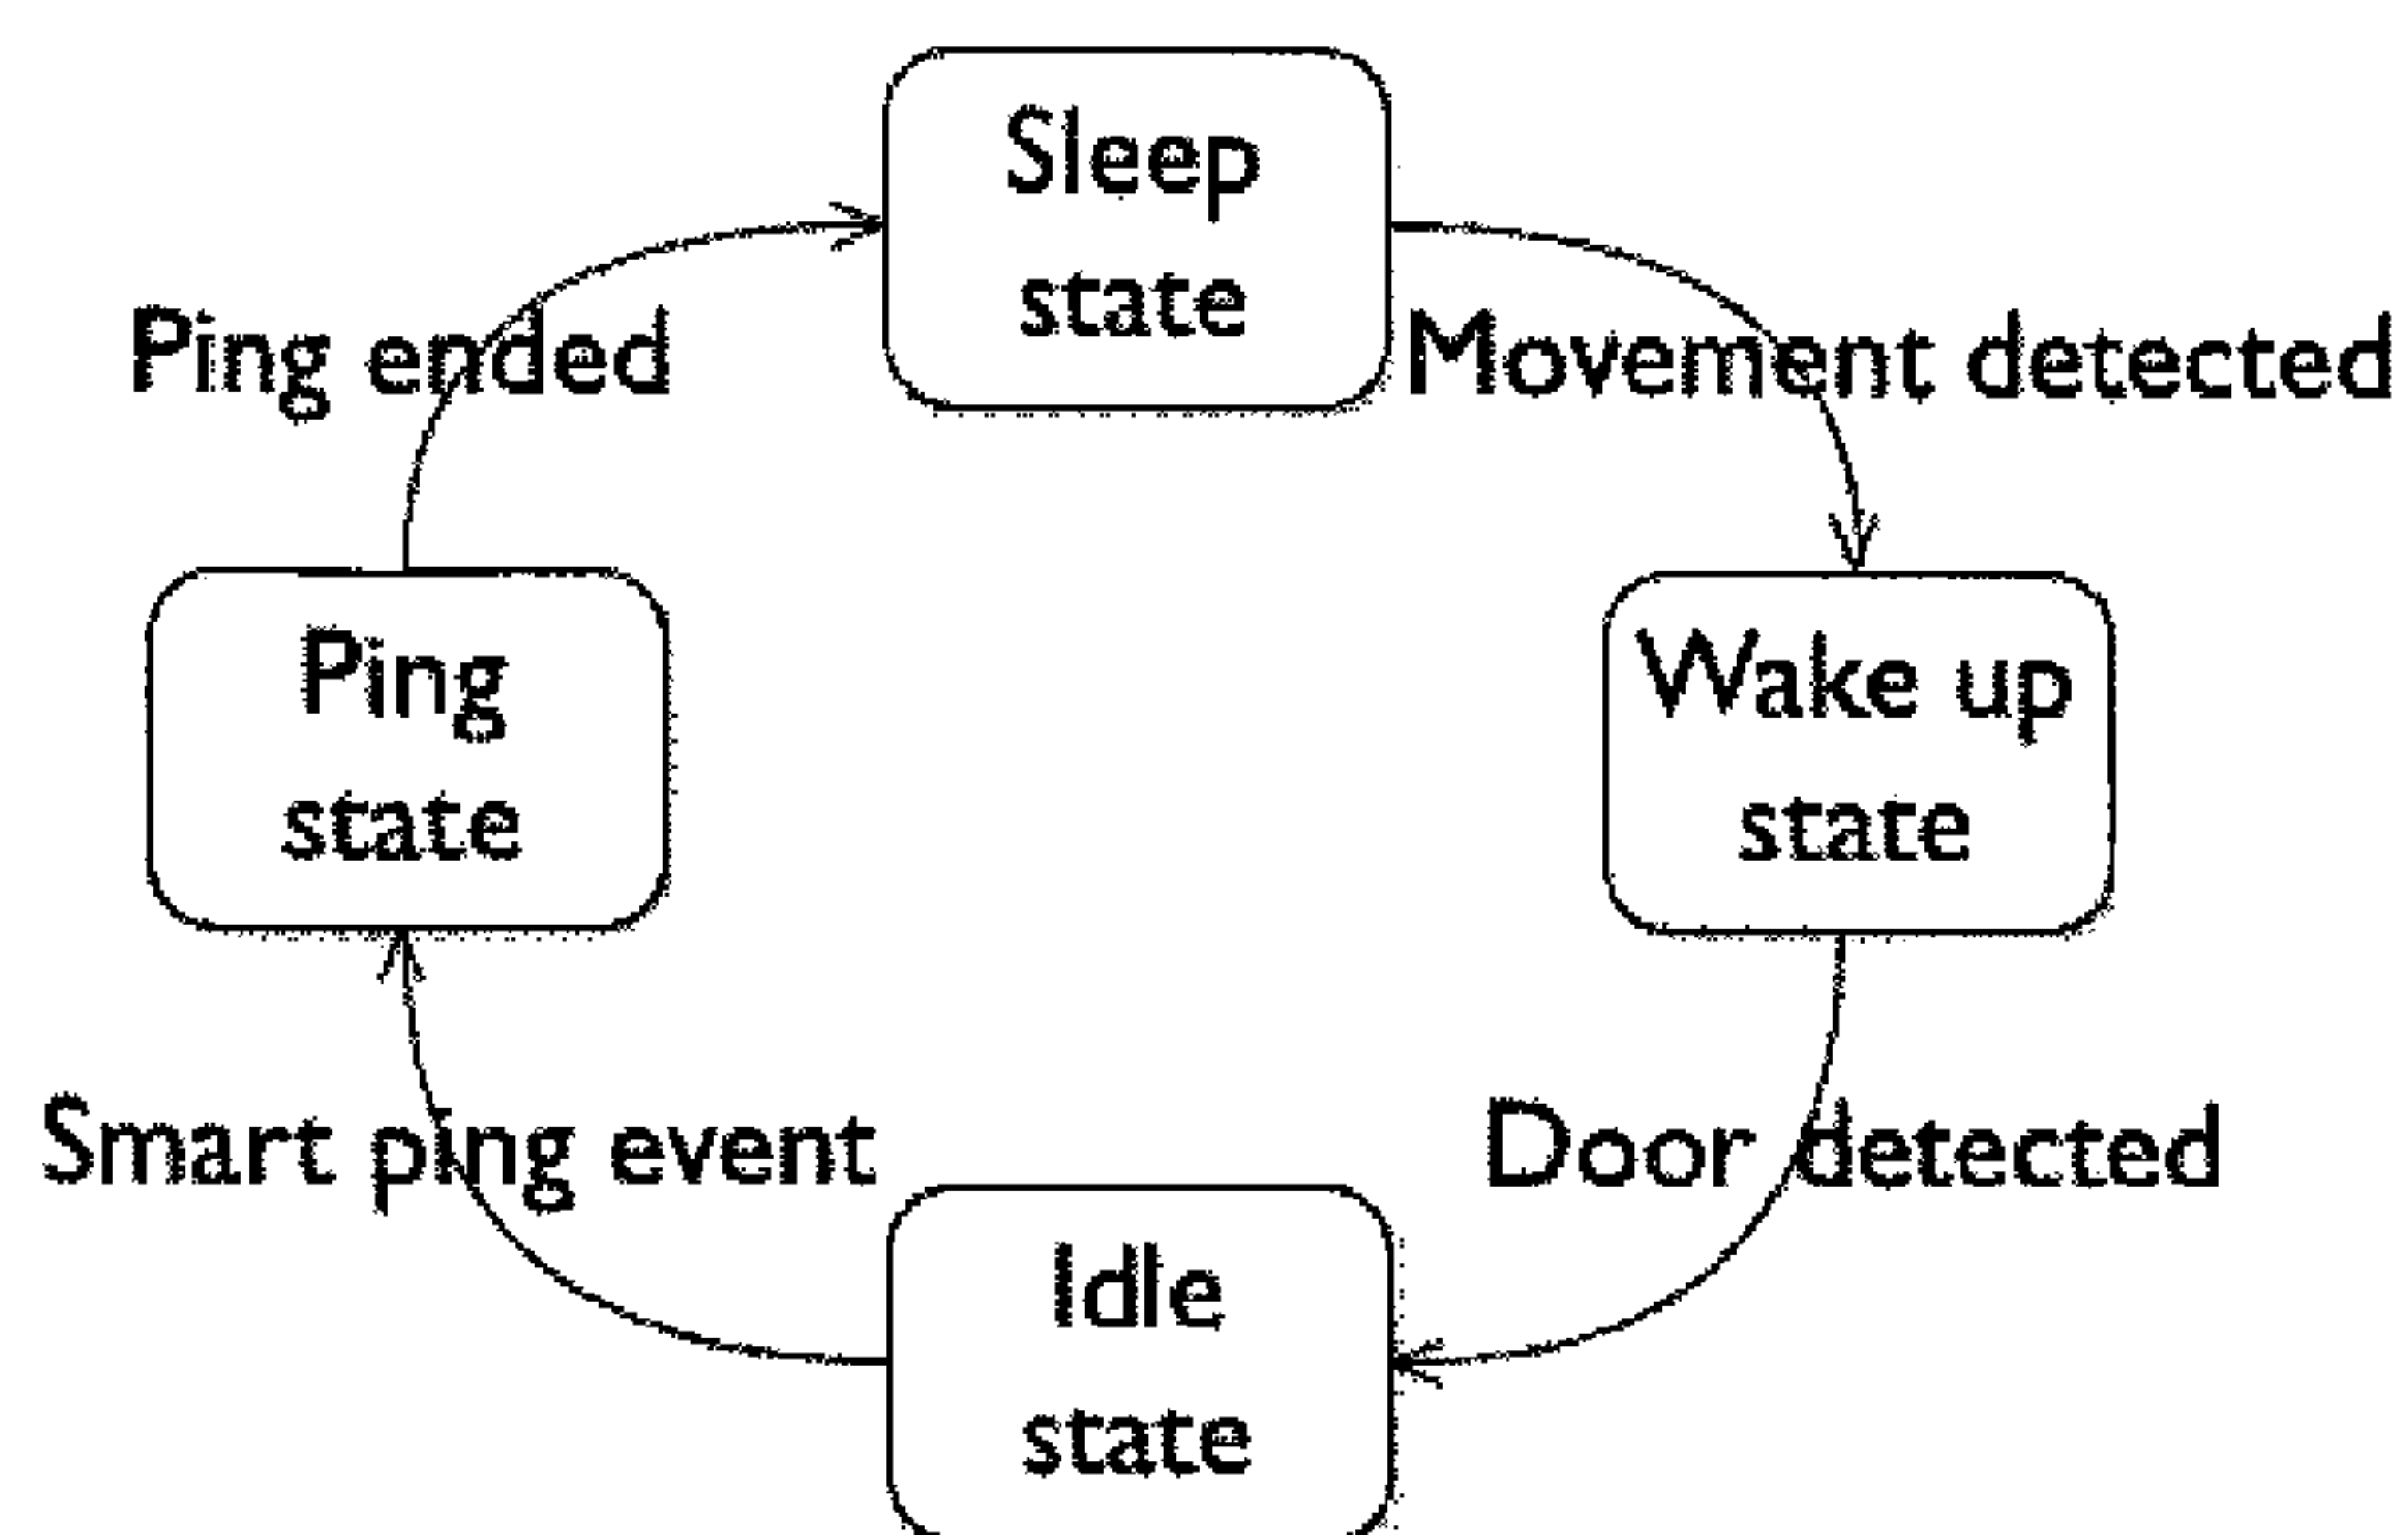 Sleep
state
Ping ended
Movement detected
Ping
state
Wake up
state
Smart ping event
Door detected
Idle
state